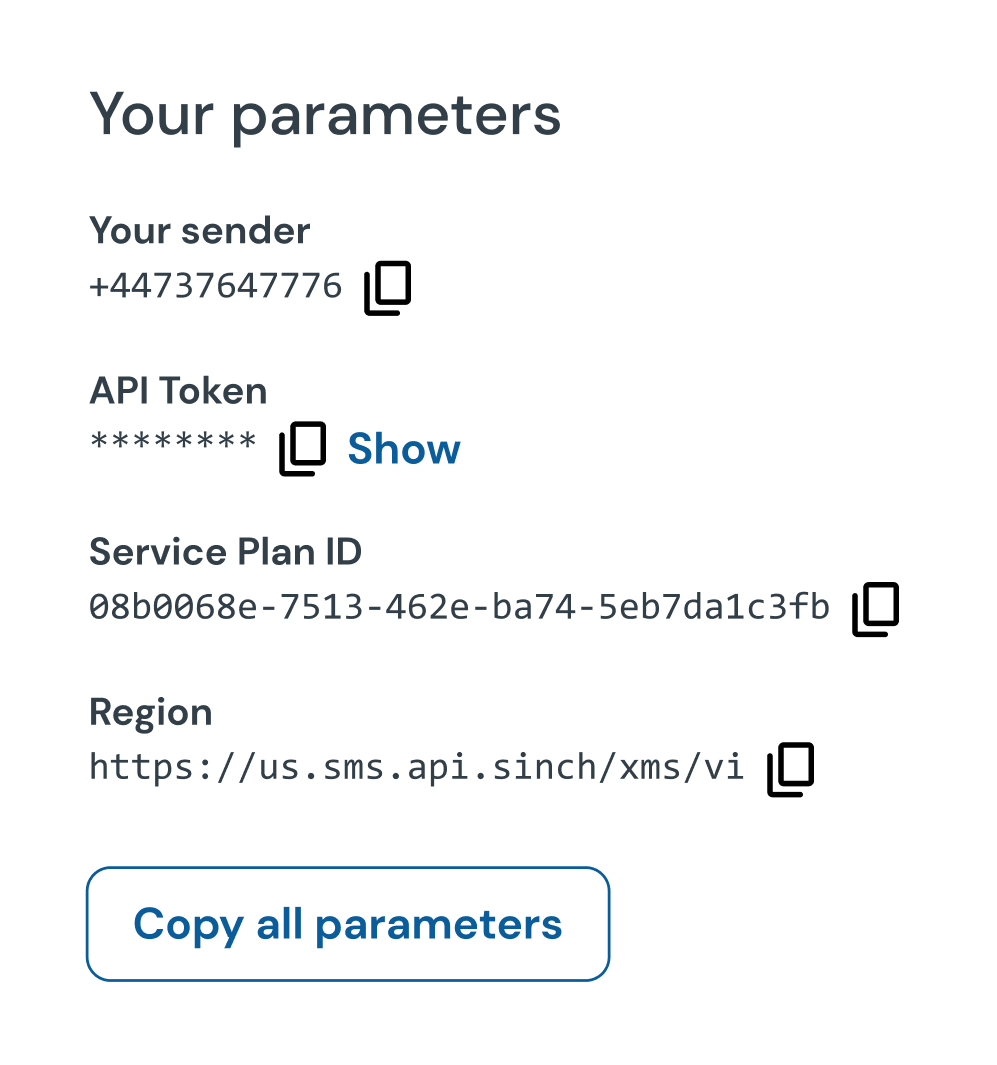 Your parameters
Your sender
+44737647776
API Token
********
Show
Service Plan ID
08b0068e-7513-462e-ba74-5eb7da1c3fb
Region
https://us.sms.api.sinch/xms/vi
Copy all parameters